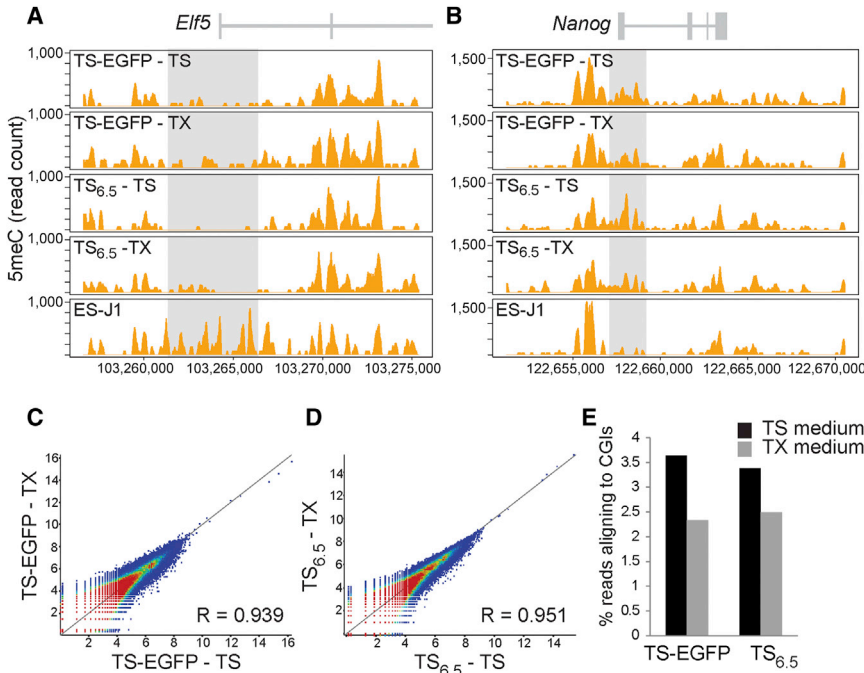 A
Elf5
5meC (read count)
1,000
TS-EGFP - TS
1,000
TS-EGFP - TX
1,000
TS6.5 - TS
1,000
TS6.5 -TX
1,000
ES-J1
103,260,000
103,265,000
103,270,000
103,275,000
B
Nanog
1,500
TS-EGFP - TS
1,500
TS-EGFP - TX
1,500
TS6.5 - TS
1,500
TS6.5 -TX
1,500
ES-J1
122,655,000
122,660,000
122,665,000
122,670,000
C
TS-EGFP - TX
16
14
12
10
8
6
4
2
0
R = 0.939
0 2 4 6 8 10 12 14 16
TS-EGFP - TS
D
TS6.5 - TX
14
12
10
8
6
4
2
0
R = 0.951
0 2 4 6 8 10 12 14
TS6.5 - TS
E
TS medium
TX medium
% reads aligning to CGIs
4
3.5
3
2.5
2
1.5
1
0.5
0
TS-EGFP
TS6.5